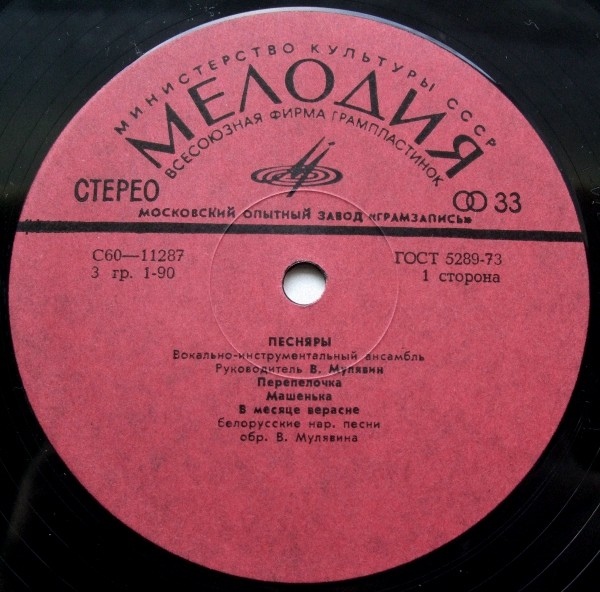 МИНИСТЕРСТВО КУЛЬТУРЫ СССР
МЕЛОДИЯ
ВСЕСОЮЗНАЯ ФИРМА ГРАМПЛАСТИНОК
СТЕРЕО
33
МОСКОВСКИЙ ОПЫТНЫЙ ЗАВОД «ГРАМЗАПИСЬ»
С60—11287
ГОСТ 5289-73
3 гр. 1-90
1 сторона
ПЕСНЯРЫ
Вокально-инструментальный ансамбль
Руководитель В. Мулявин
Перепелочка
Машенька
В месяце верасне
белорусские нар. песни
обр. В. Мулявина